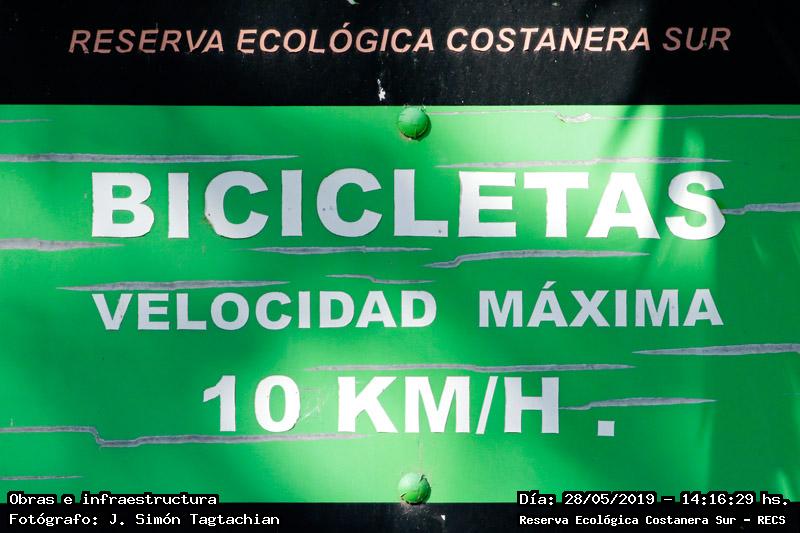 RESERVA ECOLÓGICA COSTANERA SUR
BICICLETAS
VELOCIDAD MÁXIMA
10 KM/H .
Obras e infraestructura
Fotógrafo: J. Simón Tagtachian
Día: 28/05/2019 - 14:16:29 hs.
Reserva Ecológica Costanera Sur - RECS